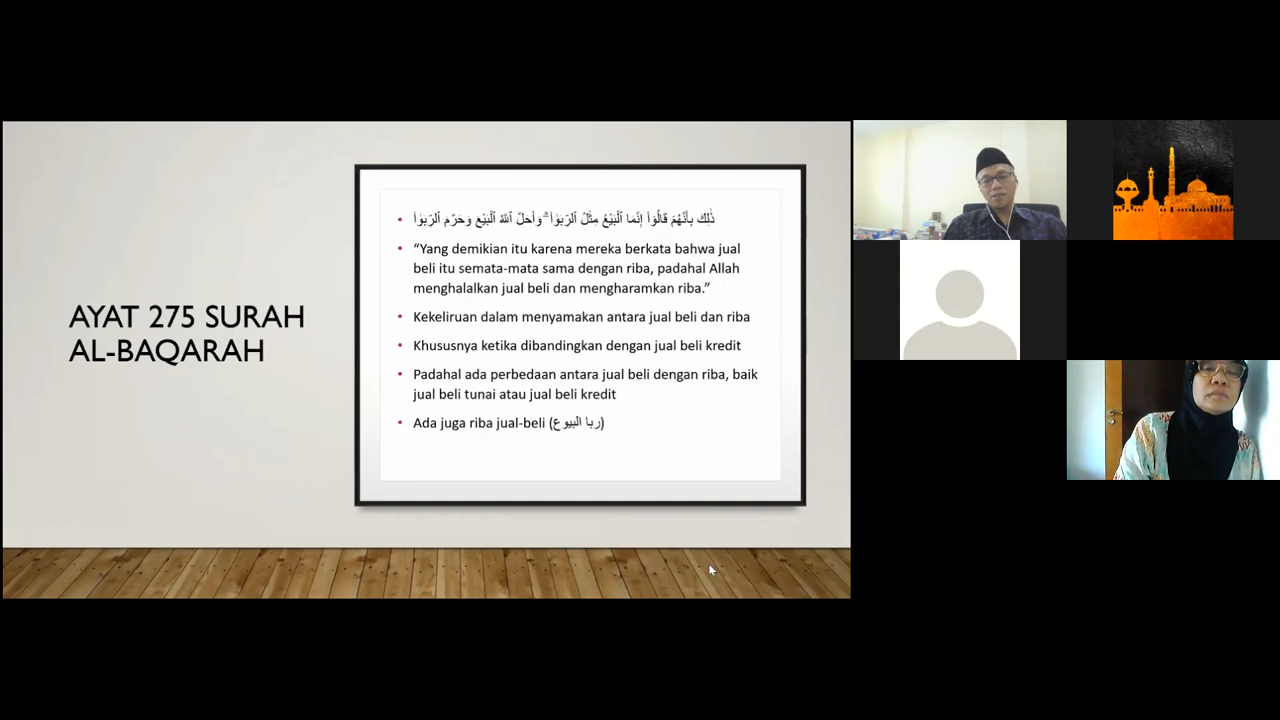 AYAT 275 SURAH
AL-BAQARAH
• ذَٰلِكَ بِأَنَّهُمْ قَالُوٓا۟ إِنَّمَا ٱلْبَيْعُ مِثْلُ ٱلرِّبَوٰا۟ ۗ وَأَحَلَّ ٱللَّهُ ٱلْبَيْعَ وَحَرَّمَ ٱلرِّبَوٰا۟
• “Yang demikian itu karena mereka berkata bahwa jual
beli itu semata-mata sama dengan riba, padahal Allah
menghalalkan jual beli dan mengharamkan riba.”
• Kekeliruan dalam menyamakan antara jual beli dan riba
• Khususnya ketika dibandingkan dengan jual beli kredit
• Padahal ada perbedaan antara jual beli dengan riba, baik
jual beli tunai atau jual beli kredit
• Ada juga riba jual-beli (ربا البيوع)